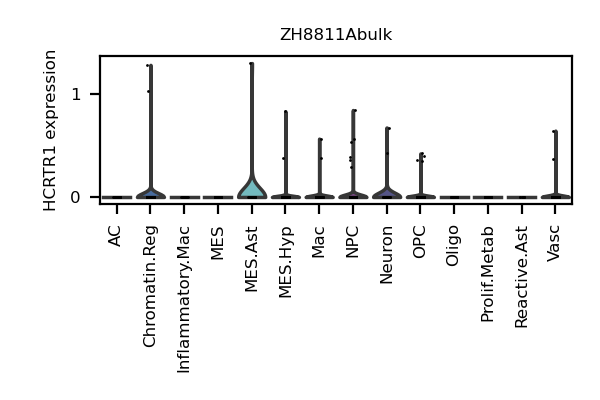 ZH8811Abulk
HCRTR1 expression
1
0
AC
Chromatin.Reg
Inflammatory.Mac
MES
MES.Ast
MES.Hyp
Mac
NPC
Neuron
OPC
Oligo
Prolif.Metab
Reactive.Ast
Vasc